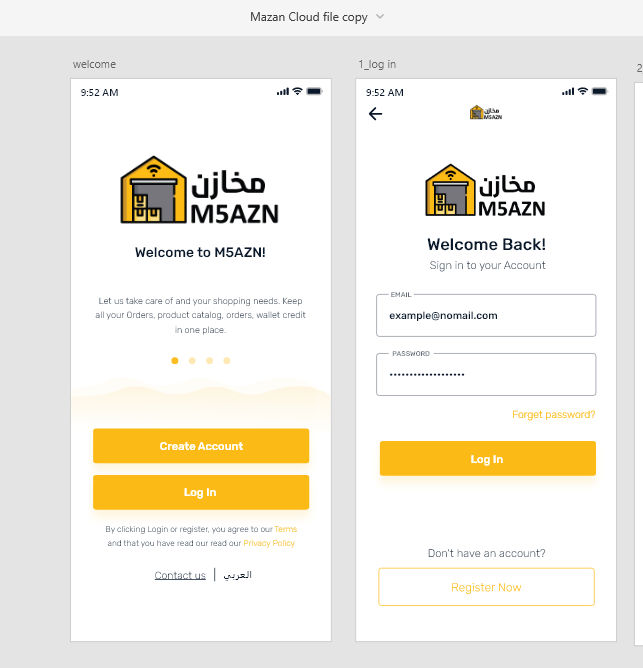 Mazan Cloud file copy
welcome
9:52 AM
مخازن
M5AZN
Welcome to M5AZN!
Let us take care of and your shopping needs. Keep
all your Orders, product catalog, orders, wallet credit
in one place.
Create Account
Log In
By clicking Login or register, you agree to our Terms
and that you have read our read our Privacy Policy
Contact us | العربي
1_log in
9:52 AM
مخازن
M5AZN
مخازن
M5AZN
Welcome Back!
Sign in to your Account
EMAIL
example@nomail.com
PASSWORD
••••••••••••••••••
Forget password?
Log In
Don't have an account?
Register Now
2